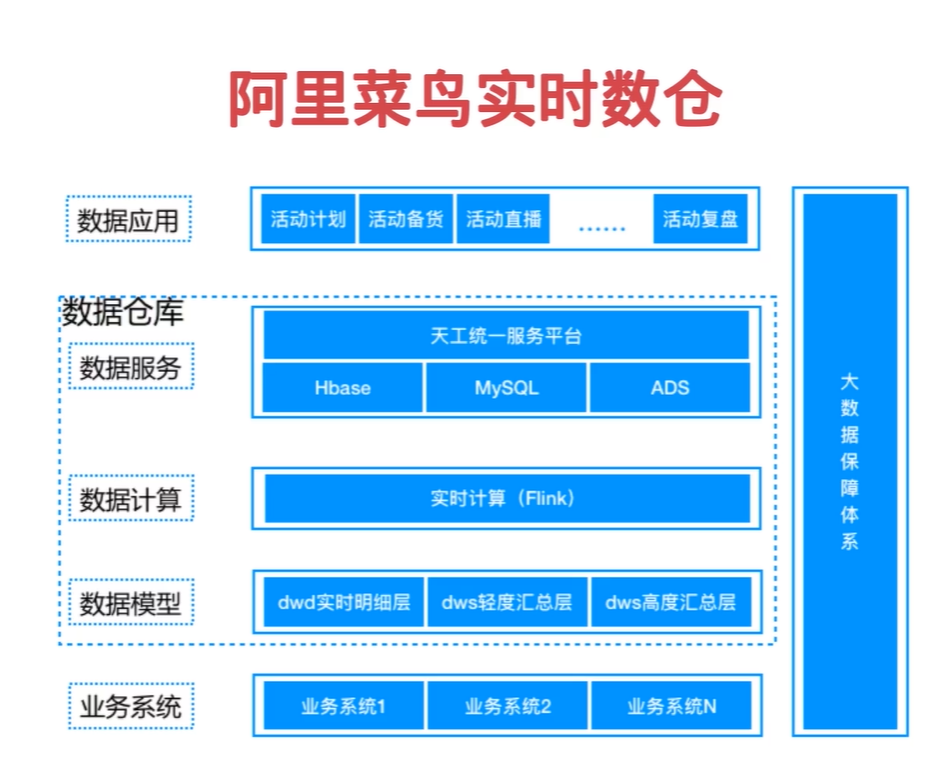 阿里菜鸟实时数仓
数据应用
活动计划 活动备货 活动直播 ...... 活动复盘
数据仓库
数据服务
天工统一服务平台
Hbase MySQL ADS
数据计算
实时计算（Flink）
数据模型
dwd实时明细层 dws轻度汇总层 dws高度汇总层
业务系统
业务系统1 业务系统2 业务系统N
大数据保障体系